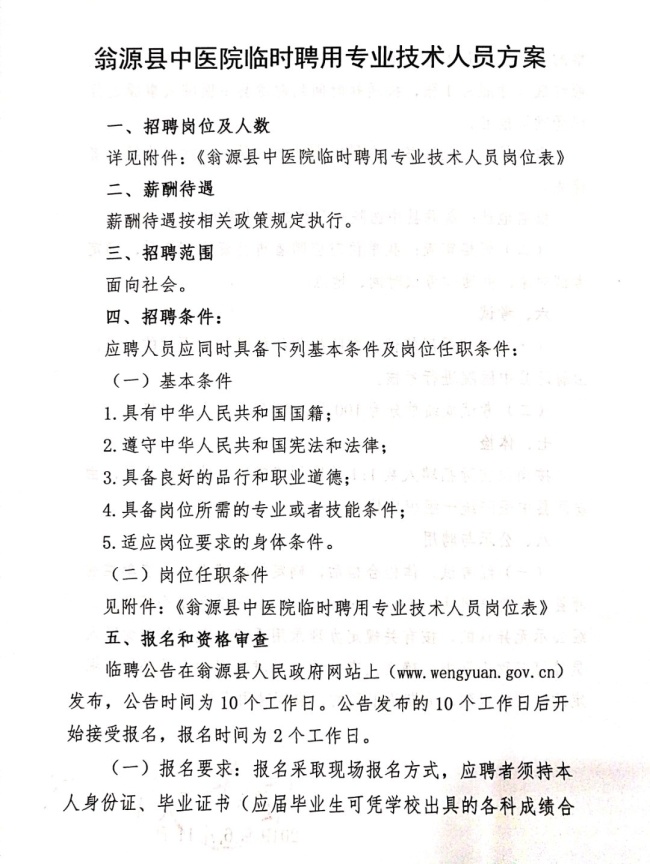 翁源县中医院临时聘用专业技术人员方案
一、招聘岗位及人数
详见附件：《翁源县中医院临时聘用专业技术人员岗位表》
二、薪酬待遇
薪酬待遇按相关政策规定执行。
三、招聘范围
面向社会。
四、招聘条件：
应聘人员应同时具备下列基本条件及岗位任职条件：
（一）基本条件
1.具有中华人民共和国国籍；
2.遵守中华人民共和国宪法和法律；
3.具备良好的品行和职业道德；
4.具备岗位所需的专业或者技能条件；
5.适应岗位要求的身体条件。
（二）岗位任职条件
见附件：《翁源县中医院临时聘用专业技术人员岗位表》
五、报名和资格审查
临聘公告在翁源县人民政府网站上（www.wengyuan.gov.cn）
发布，公告时间为 10 个工作日。公告发布的 10 个工作日后开
始接受报名，报名时间为 2 个工作日。
（一）报名要求：报名采取现场报名方式，应聘者须持本
人身份证、毕业证书（应届毕业生可凭学校出具的各科成绩合